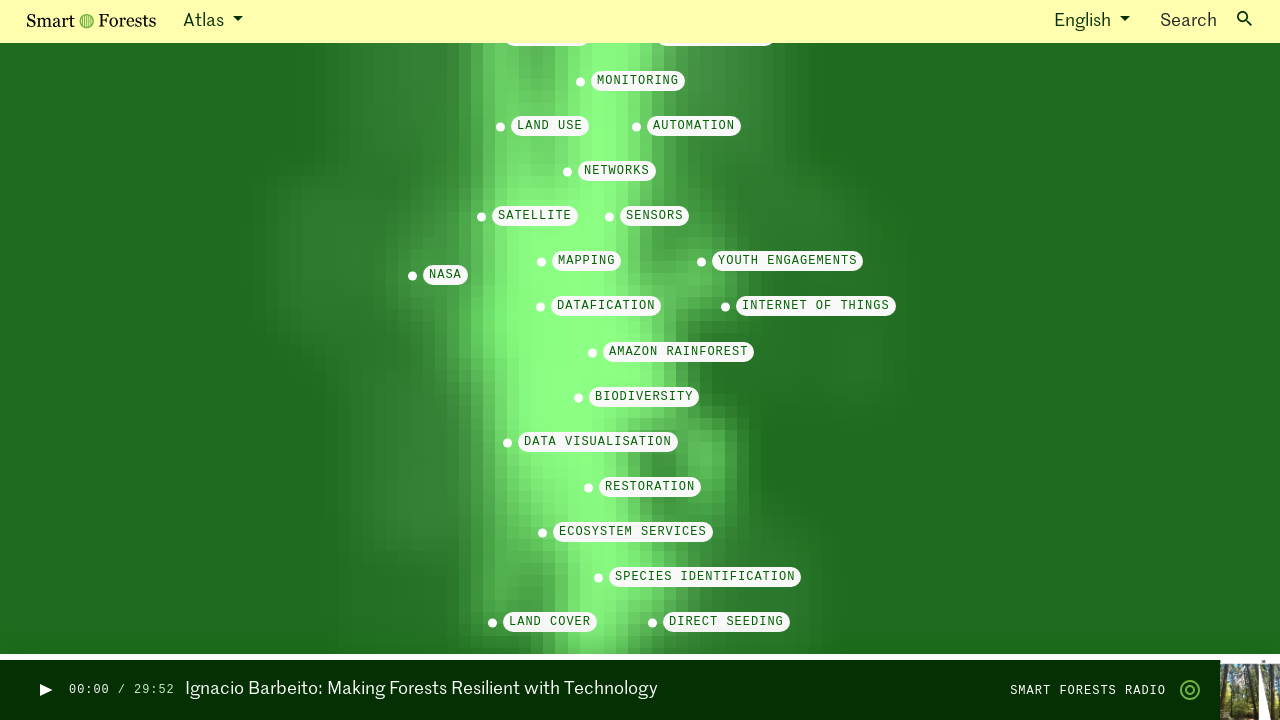 Smart Forests
Atlas
English
Search
MONITORING
LAND USE
AUTOMATION
NETWORKS
SATELLITE
SENSORS
MAPPING
YOUTH ENGAGEMENTS
NASA
DATAFICATION
INTERNET OF THINGS
AMAZON RAINFOREST
BIODIVERSITY
DATA VISUALISATION
RESTORATION
ECOSYSTEM SERVICES
SPECIES IDENTIFICATION
LAND COVER
DIRECT SEEDING
00:00 / 29:52
Ignacio Barbeito: Making Forests Resilient with Technology
SMART FORESTS RADIO